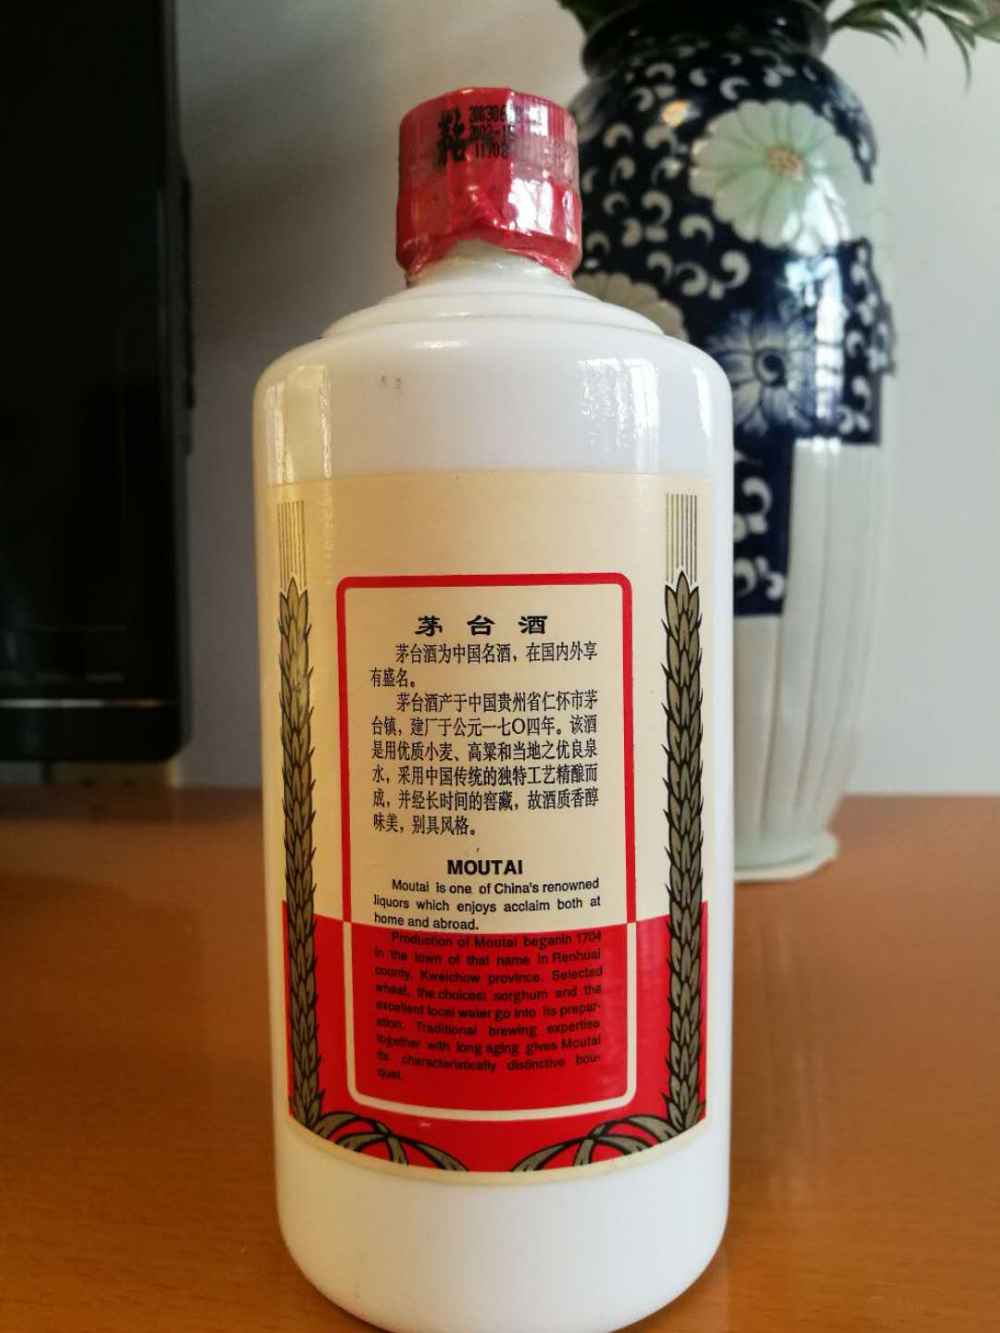 茅台酒
茅台酒为中国名酒，在国内外享
有盛名。
茅台酒产于中国贵州省仁怀市茅
台镇，建厂于公元一七〇四年。该酒
是用优质小麦、高粱和当地之优良泉
水，采用中国传统的独特工艺精酿而
成，并经长时间的窖藏，故酒质香醇
味美，别具风格。
MOUTAI
Moutai is one of China's renowned
liquors which enjoys acclaim both at
home and abroad.
Production of Moutai beganin 1704
in the town of that name in Renhuai
county, Kweichow province. Selected
wheat, the choicest sorghum and the
excellent local water go into its prepar-
ation. Traditional brewing expertise
together with long aging gives Moutai
its characteristically distinctive bou-
quet.